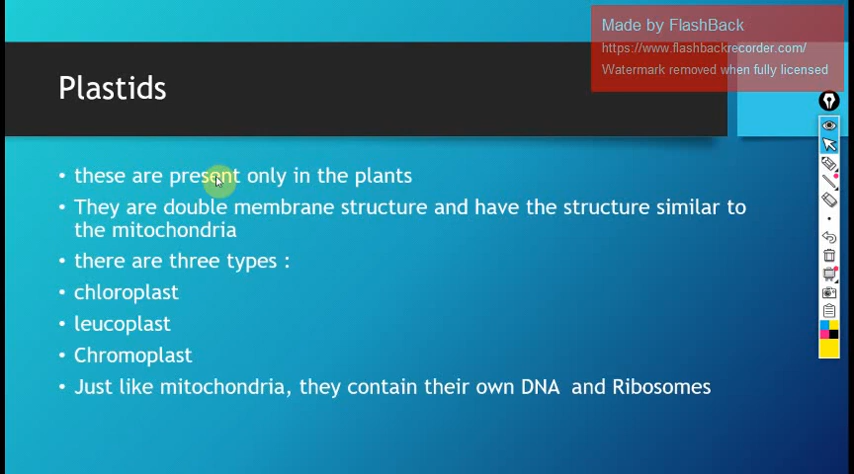 Made by FlashBack
https://www.flashbackrecorder.com/
Watermark removed when fully licensed
Plastids
• these are present only in the plants
• They are double membrane structure and have the structure similar to
the mitochondria
• there are three types :
• chloroplast
• leucoplast
• Chromoplast
• Just like mitochondria, they contain their own DNA  and Ribosomes